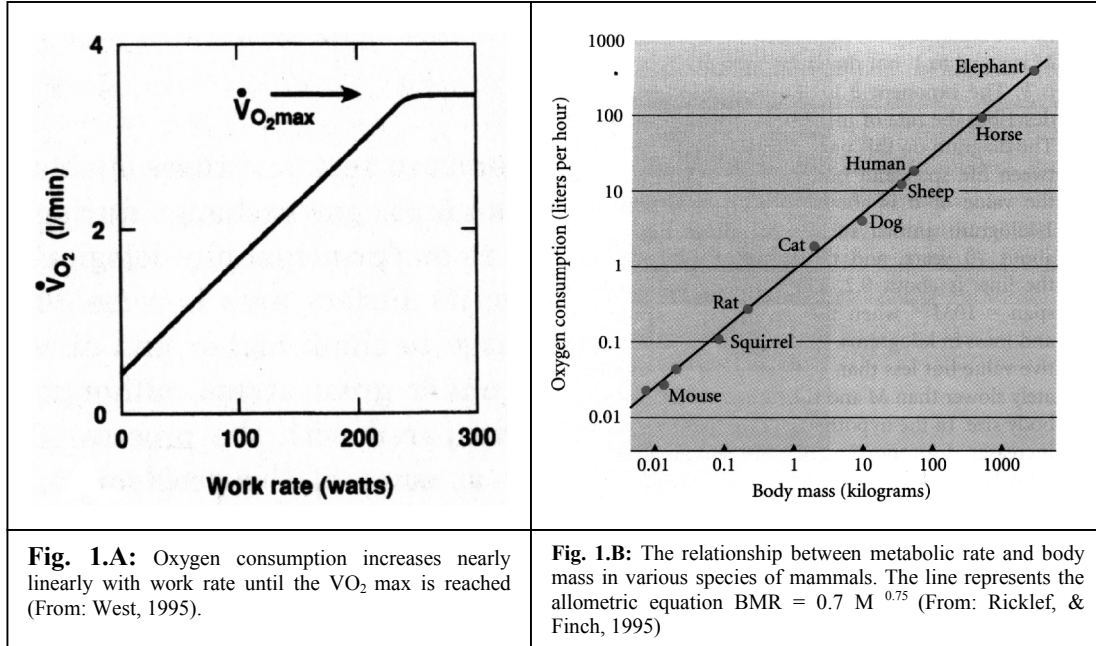 4
V̇O₂max
2
V̇O₂ (l/min)
0
0 100 200 300
Work rate (watts)
1000
Elephant
100
Horse
Human
10
Sheep
Dog
Cat
1
Rat
0.1
Squirrel
Mouse
0.01
Oxygen consumption (liters per hour)
0.01 0.1 1 10 100 1000
Body mass (kilograms)
Fig. 1.A: Oxygen consumption increases nearly
linearly with work rate until the VO₂ max is reached
(From: West, 1995).
Fig. 1.B: The relationship between metabolic rate and body
mass in various species of mammals. The line represents the
allometric equation BMR = 0.7 M 0.75 (From: Ricklef, &
Finch, 1995)